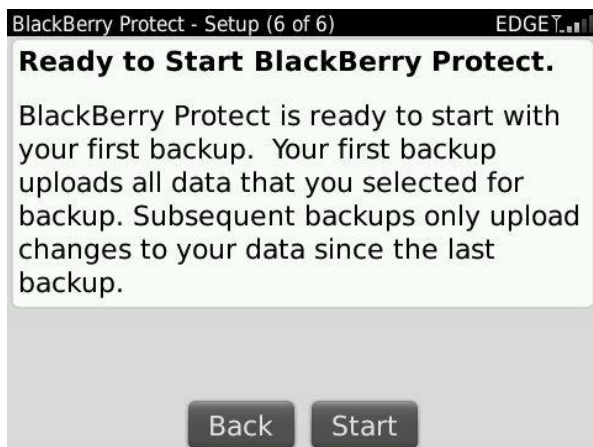 BlackBerry Protect - Setup (6 of 6) EDGE
Ready to Start BlackBerry Protect.
BlackBerry Protect is ready to start with
your first backup.  Your first backup
uploads all data that you selected for
backup. Subsequent backups only upload
changes to your data since the last
backup.
Back Start